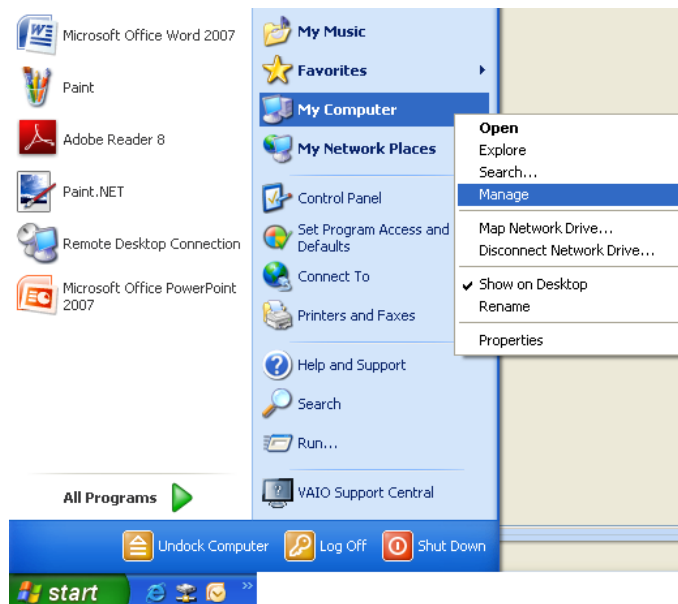 Microsoft Office Word 2007
Paint
Adobe Reader 8
Paint.NET
Remote Desktop Connection
Microsoft Office PowerPoint
2007
All Programs
My Music
Favorites
My Computer
My Network Places
Control Panel
Set Program Access and
Defaults
Connect To
Printers and Faxes
Help and Support
Search
Run...
VAIO Support Central
Open
Explore
Search...
Manage
Map Network Drive...
Disconnect Network Drive...
Show on Desktop
Rename
Properties
Undock Computer
Log Off
Shut Down
start